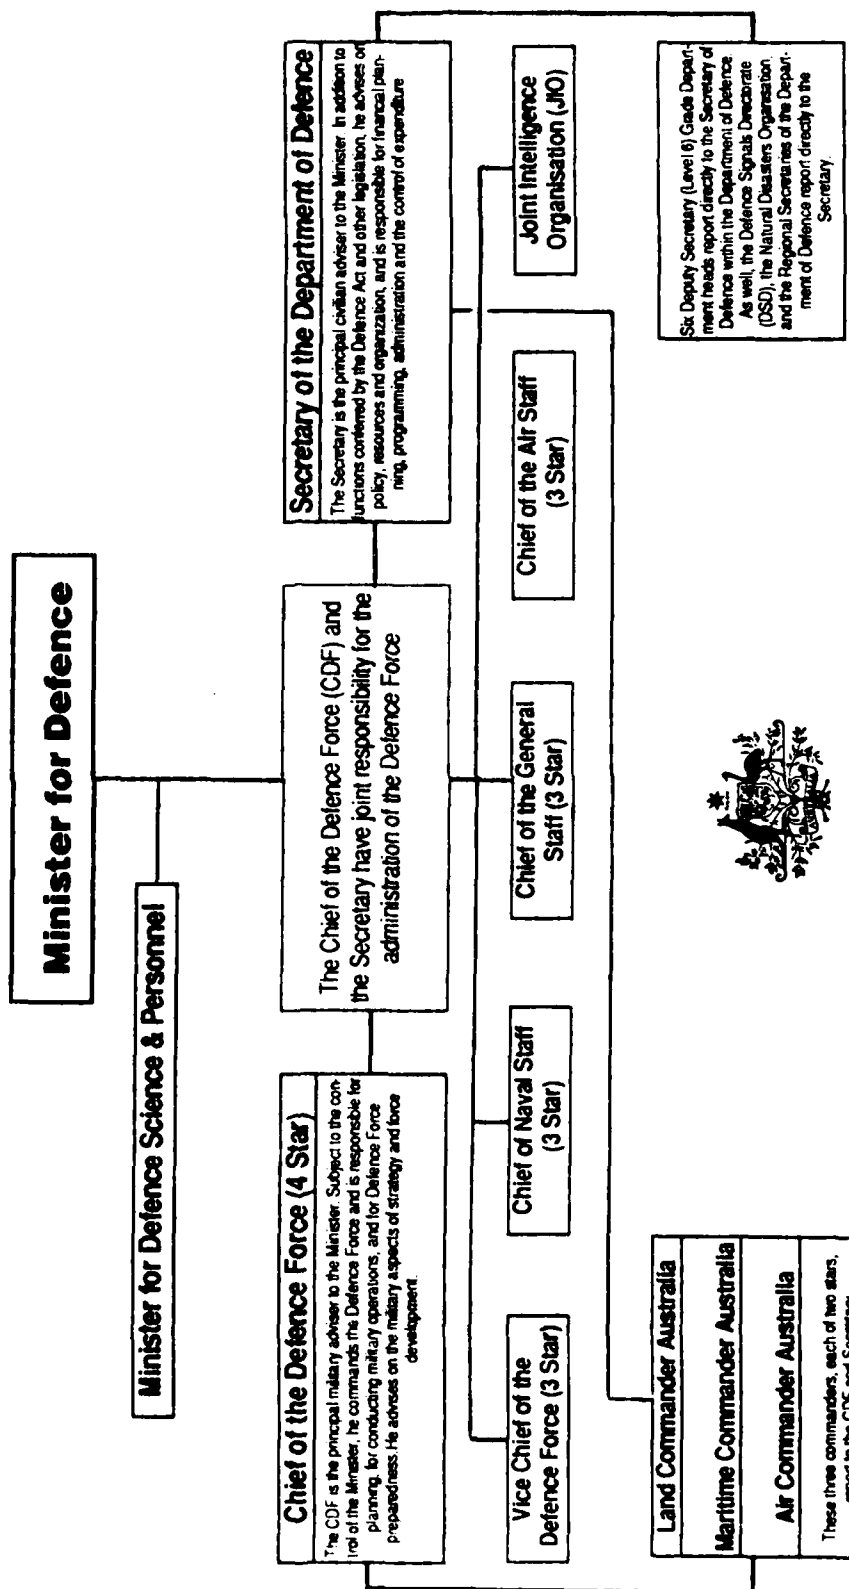 Minister for Defence
Minister for Defence Science & Personnel
Chief of the Defence Force (4 Star)
The CDF is the principal military adviser to the Minister. Subject to the con-
trol of the Minister, he commands the Defence Force and is responsible for
planning, for conducting military operations, and for Defence Force
preparedness. He advises on the military aspects of strategy and force
development.
The Chief of the Defence Force (CDF) and
the Secretary have joint responsibility for the
administration of the Defence Force
Secretary of the Department of Defence
The Secretary is the principal civilian adviser to the Minister. In addition to
functions conferred by the Defence Act and other legislation, he advises on
policy, resources and organization, and is responsible for financial plan-
ning, programming, administration and the control of expenditure
Vice Chief of the
Defence Force (3 Star)
Chief of Naval Staff
(3 Star)
Chief of the General
Staff (3 Star)
Chief of the Air Staff
(3 Star)
Joint Intelligence
Organisation (JIO)
Land Commander Australia
Maritime Commander Australia
Air Commander Australia
These three commanders, each of two stars,
report to the CDF and Secretary
Six Deputy Secretary (Level 6) Grade Depart-
ment heads report directly to the Secretary of
Defence within the Department of Defence.
As well, the Defence Signals Directorate
(DSD), the Natural Disasters Organisation
and the Regional Secretaries of the Depart-
ment of Defence report directly to the
Secretary.